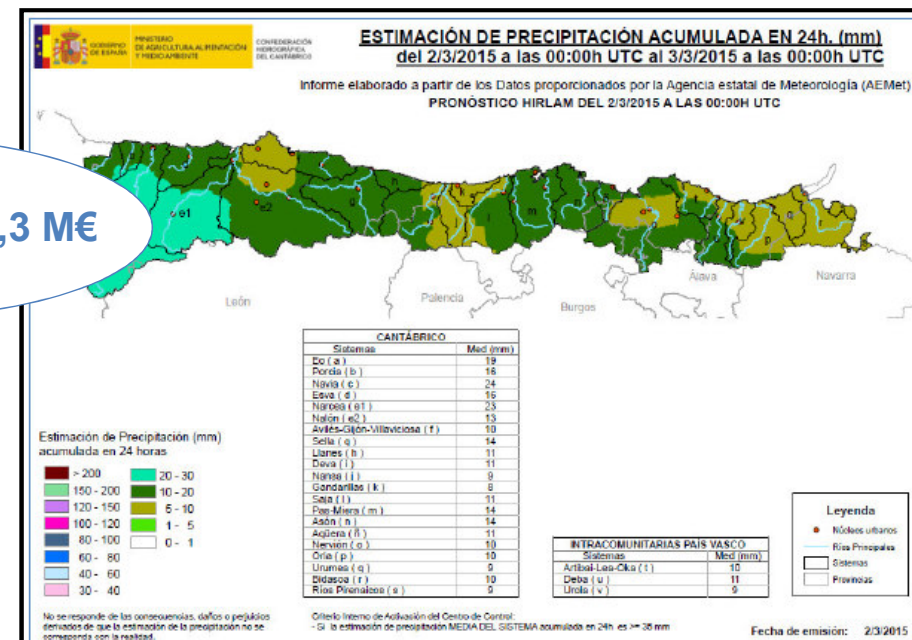 GOBIERNO DE ESPAÑA
MINISTERIO DE AGRICULTURA, ALIMENTACIÓN Y MEDIO AMBIENTE
CONFEDERACIÓN HIDROGRÁFICA DEL CANTÁBRICO
ESTIMACIÓN DE PRECIPITACIÓN ACUMULADA EN 24h. (mm)
del 2/3/2015 a las 00:00h UTC al 3/3/2015 a las 00:00h UTC
Informe elaborado a partir de los Datos proporcionados por la Agencia estatal de Meteorología (AEMet)
PRONÓSTICO HIRLAM DEL 2/3/2015 A LAS 00:00H UTC
,3 M€
e1
e2
m
León
Palencia
Burgos
Álava
Navarra
CANTÁBRICO
Sistemas Med (mm)
Eo ( a ) 19
Porcia ( b ) 16
Navia ( c ) 24
Esva ( d ) 16
Narcea ( e1 ) 23
Nalón ( e2 ) 13
Avilés-Gijón-Villaviciosa ( f ) 10
Sella ( g ) 14
Llanes ( h ) 11
Deva ( i ) 11
Nansa ( j ) 9
Gandarillas ( k ) 8
Saja ( l ) 11
Pas-Miera ( m ) 14
Asón ( n ) 14
Agüera ( ñ ) 11
Nervión ( o ) 10
Oria ( p ) 10
Urumea ( q ) 9
Bidasoa ( r ) 10
Ríos Pirenaicos ( s ) 9
INTRACOMUNITARIAS PAÍS VASCO
Sistemas Med (mm)
Artibai-Lea-Oka ( t ) 10
Deba ( u ) 11
Urola ( v ) 9
Estimación de Precipitación (mm)
acumulada en 24 horas
> 200 20 - 30
150 - 200 10 - 20
120 - 150 5 - 10
100 - 120 1 - 5
80 - 100 0 - 1
60 - 80
40 - 60
30 - 40
Leyenda
Núcleos urbanos
Ríos Principales
Sistemas
Provincias
No se responde de las consecuencias, daños o perjuicios
derivados de que la estimación de la precipitación no se
corresponda con la realidad.
Criterio Interno de Activación del Centro de Control:
- Si la estimación de precipitación MEDIA DEL SISTEMA acumulada en 24h es >= 35 mm
Fecha de emisión: 2/3/2015